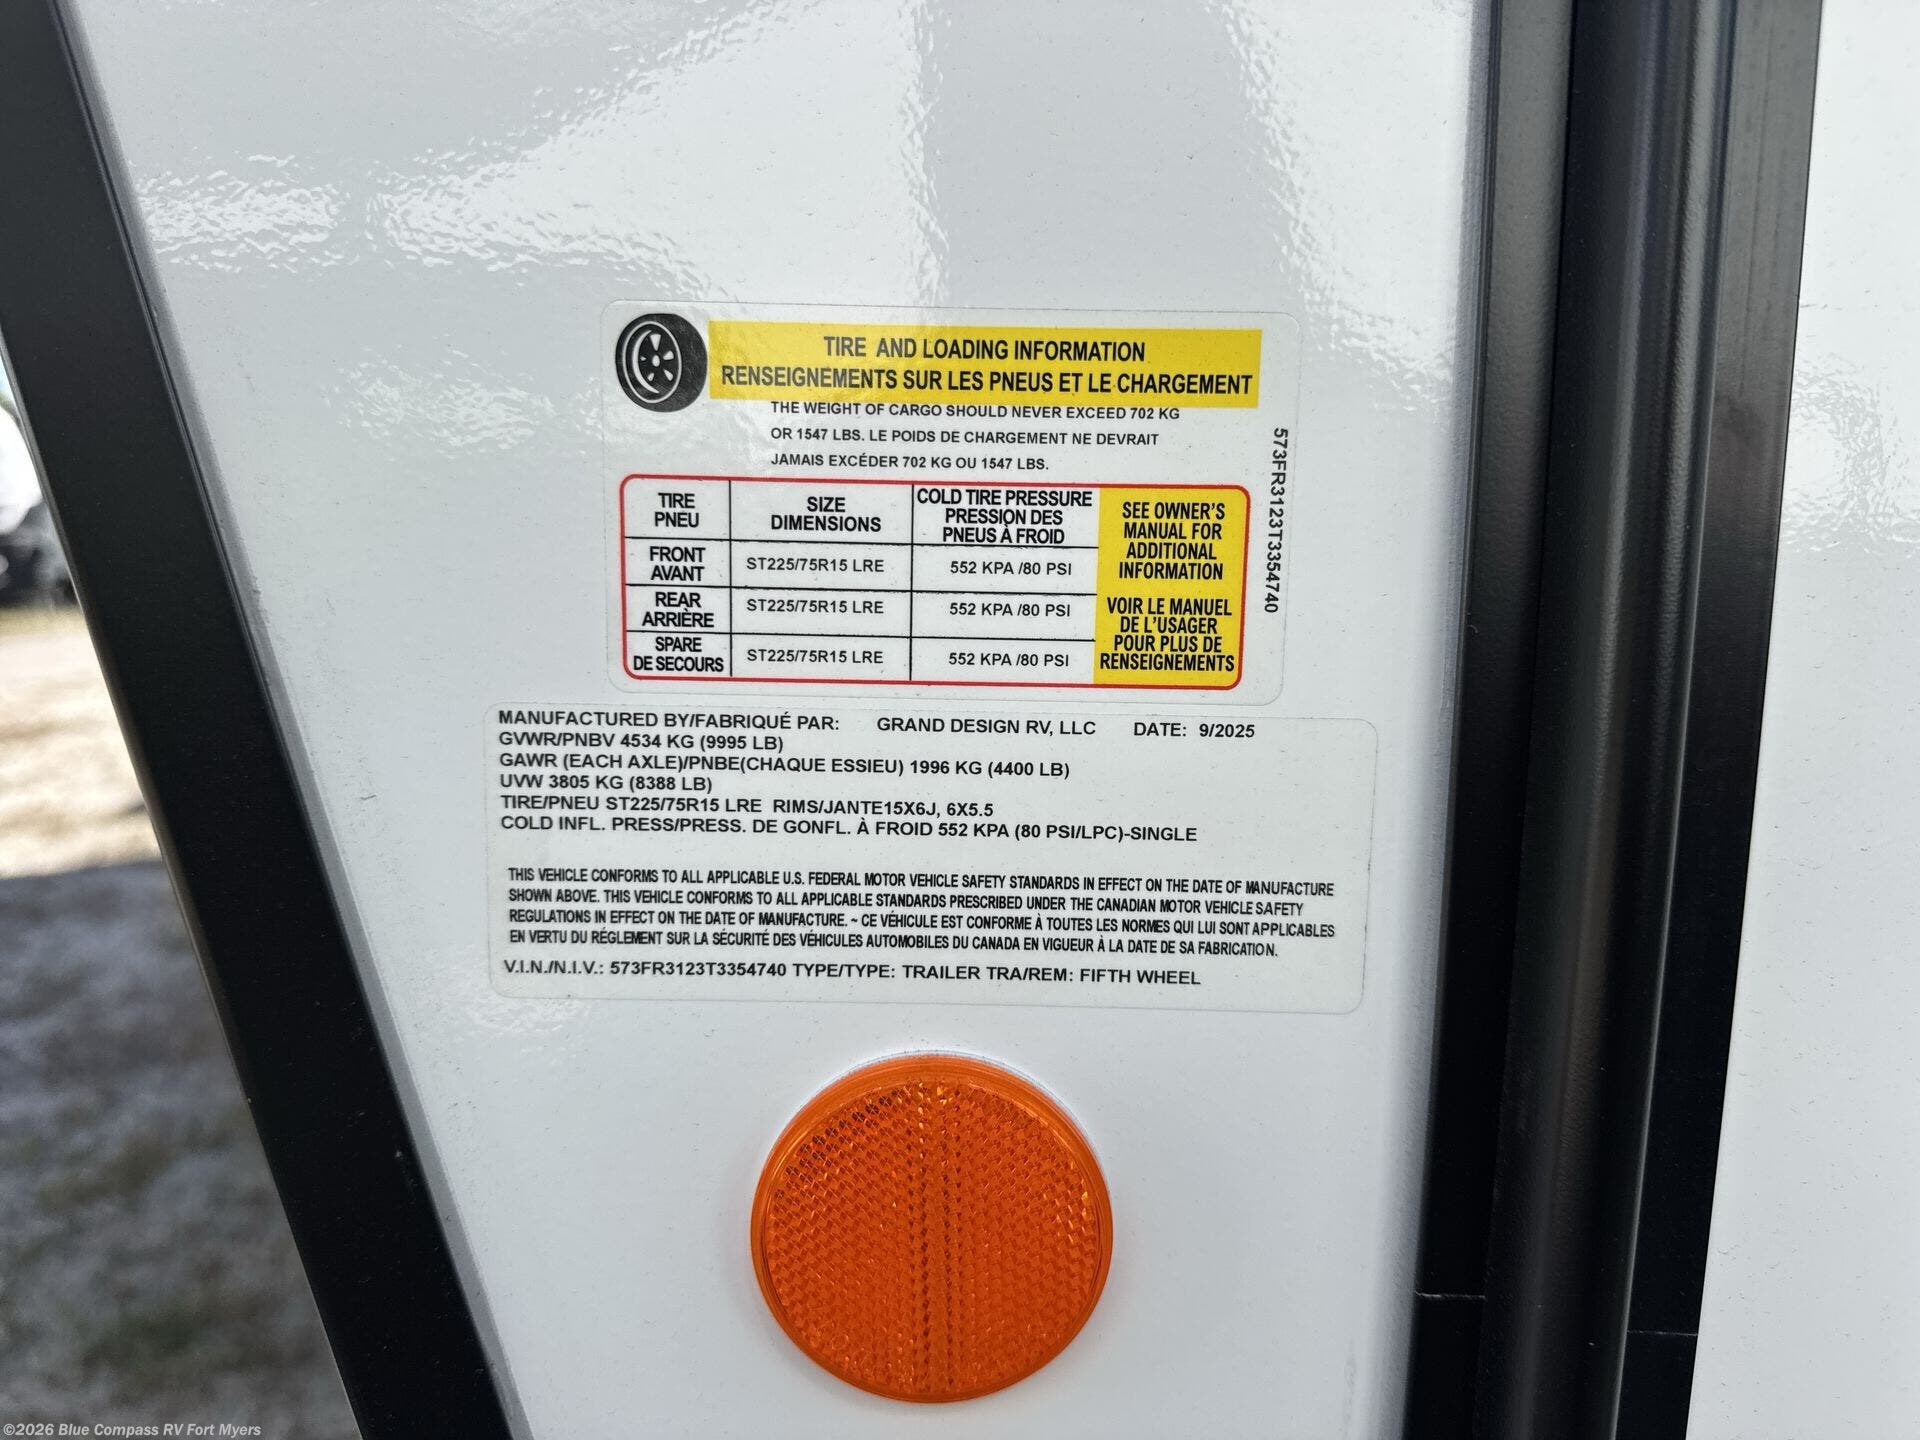 TIRE AND LOADING INFORMATION
RENSEIGNEMENTS SUR LES PNEUS ET LE CHARGEMENT
THE WEIGHT OF CARGO SHOULD NEVER EXCEED 702 KG
OR 1547 LBS. LE POIDS DE CHARGEMENT NE DEVRAIT
JAMAIS EXCÉDER 702 KG OU 1547 LBS.
TIRE
PNEU
SIZE
DIMENSIONS
COLD TIRE PRESSURE
PRESSION DES
PNEUS À FROID
FRONT
AVANT
ST225/75R15 LRE
552 KPA /80 PSI
REAR
ARRIÈRE
ST225/75R15 LRE
552 KPA /80 PSI
SPARE
DE SECOURS
ST225/75R15 LRE
552 KPA /80 PSI
SEE OWNER'S
MANUAL FOR
ADDITIONAL
INFORMATION
VOIR LE MANUEL
DE L'USAGER
POUR PLUS DE
RENSEIGNEMENTS
573FR3123T3354740
MANUFACTURED BY/FABRIQUÉ PAR: GRAND DESIGN RV, LLC DATE: 9/2025
GVWR/PNBV 4534 KG (9995 LB)
GAWR (EACH AXLE)/PNBE(CHAQUE ESSIEU) 1996 KG (4400 LB)
UVW 3805 KG (8388 LB)
TIRE/PNEU ST225/75R15 LRE RIMS/JANTE15X6J, 6X5.5
COLD INFL. PRESS/PRESS. DE GONFL. À FROID 552 KPA (80 PSI/LPC)-SINGLE
THIS VEHICLE CONFORMS TO ALL APPLICABLE U.S. FEDERAL MOTOR VEHICLE SAFETY STANDARDS IN EFFECT ON THE DATE OF MANUFACTURE
SHOWN ABOVE. THIS VEHICLE CONFORMS TO ALL APPLICABLE STANDARDS PRESCRIBED UNDER THE CANADIAN MOTOR VEHICLE SAFETY
REGULATIONS IN EFFECT ON THE DATE OF MANUFACTURE. ~ CE VÉHICULE EST CONFORME À TOUTES LES NORMES QUI LUI SONT APPLICABLES
EN VERTU DU RÉGLEMENT SUR LA SÉCURITÉ DES VÉHICULES AUTOMOBILES DU CANADA EN VIGUEUR À LA DATE DE SA FABRICATION.
V.I.N./N.I.V.: 573FR3123T3354740 TYPE/TYPE: TRAILER TRA/REM: FIFTH WHEEL
©2026 Blue Compass RV Fort Myers